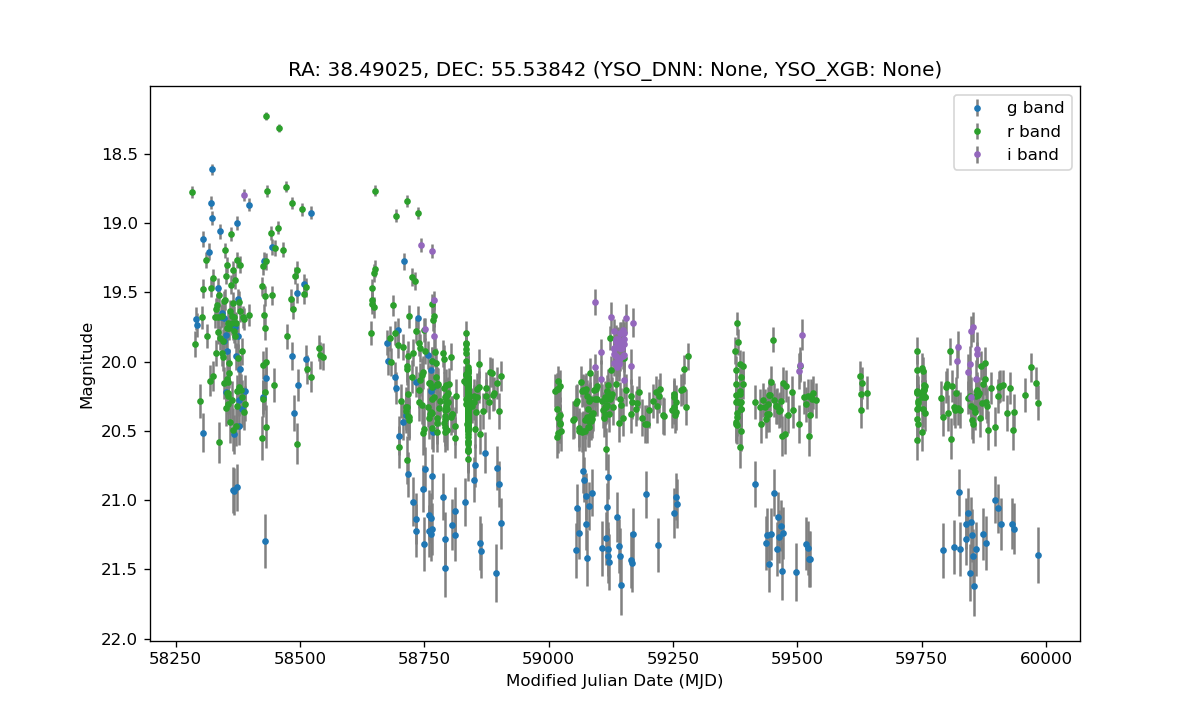 RA: 38.49025, DEC: 55.53842 (YSO_DNN: None, YSO_XGB: None)
g band
r band
i band
18.5
19.0
19.5
20.0
20.5
21.0
21.5
22.0
Magnitude
58250 58500 58750 59000 59250 59500 59750 60000
Modified Julian Date (MJD)